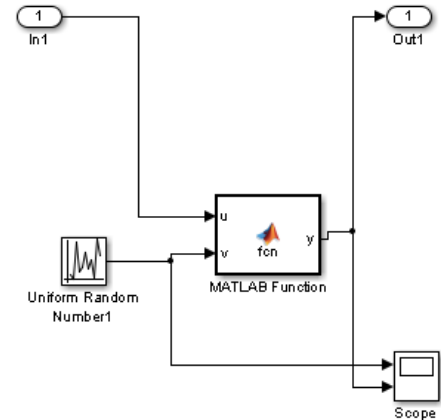 1
In1
1
Out1
u
v
y
fcn
MATLAB Function
Uniform Random
Number1
Scope